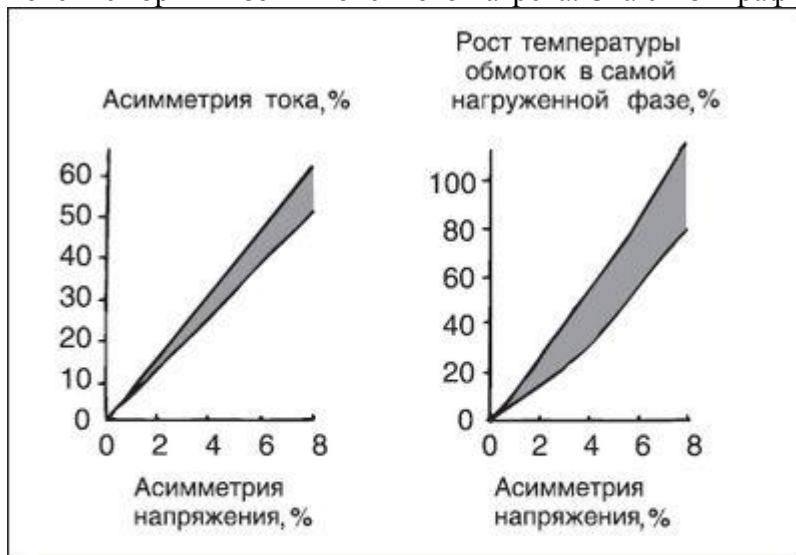 Асимметрия тока,%
60
50
40
30
20
10
0
0 2 4 6 8
Асимметрия
напряжения,%
Рост температуры
обмоток в самой
нагруженной фазе,%
100
80
60
40
20
0
0 2 4 6 8
Асимметрия
напряжения,%